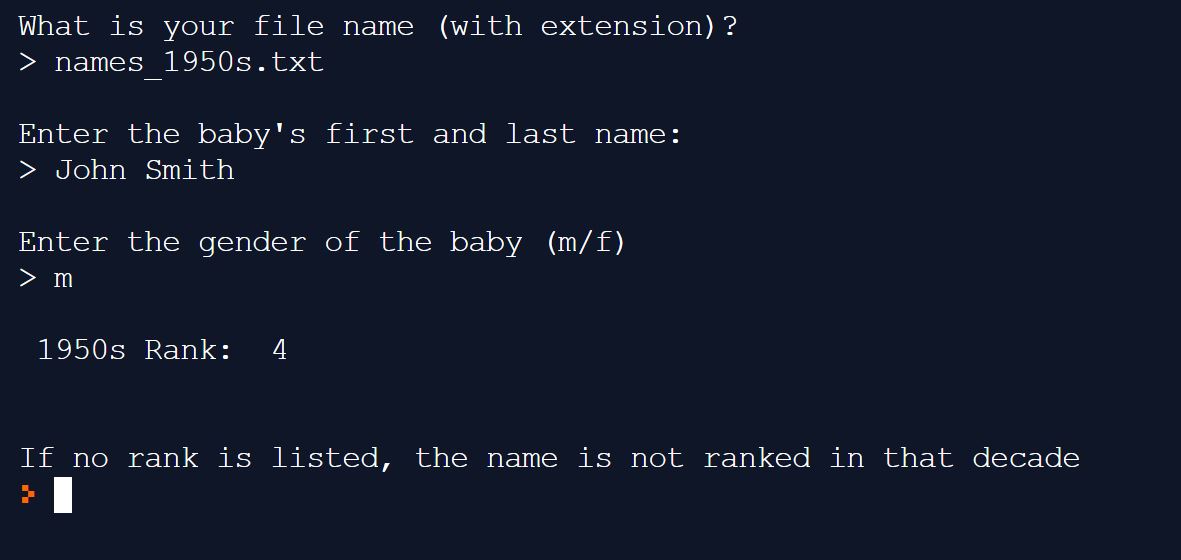 What is your file name (with extension)?
> names_1950s.txt
Enter the baby's first and last name:
> John Smith
Enter the gender of the baby (m/f)
> m
1950s Rank:  4
If no rank is listed, the name is not ranked in that decade
>